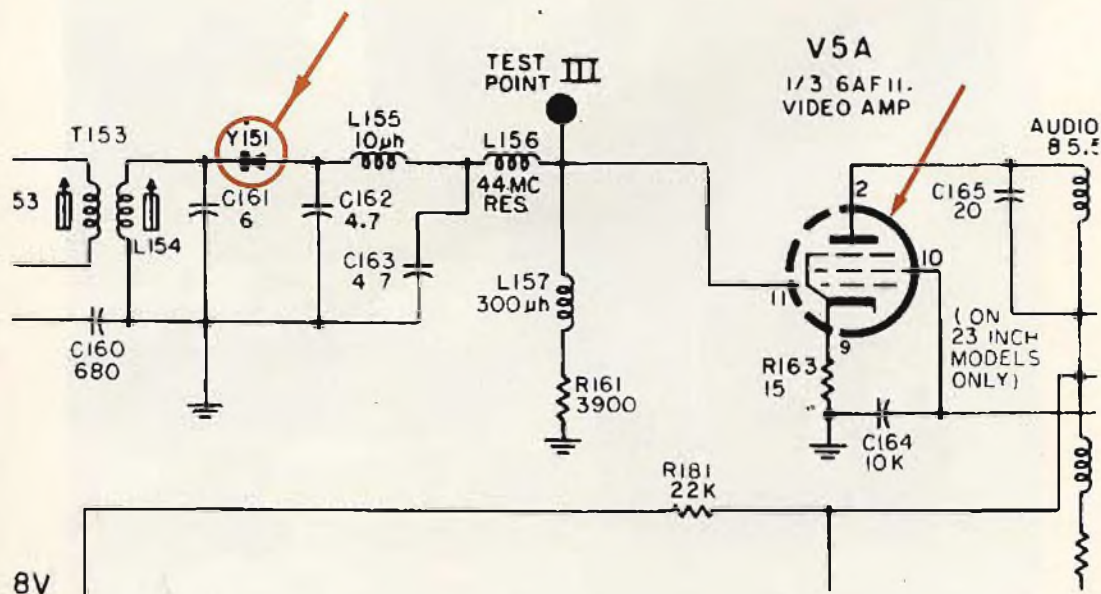 TEST
POINT III
V5A
1/3 6AF11.
VIDEO AMP
T153
Y151
L155
10μh
L156
44 MC
RES
AUDIO
85.5
53
L154
C161
6
C162
4.7
C163
4 7
L157
300μh
C165
20
2
10
11
9
(ON
23 INCH
MODELS
ONLY)
C160
680
R161
3900
R163
15
C164
10K
R181
22K
8V